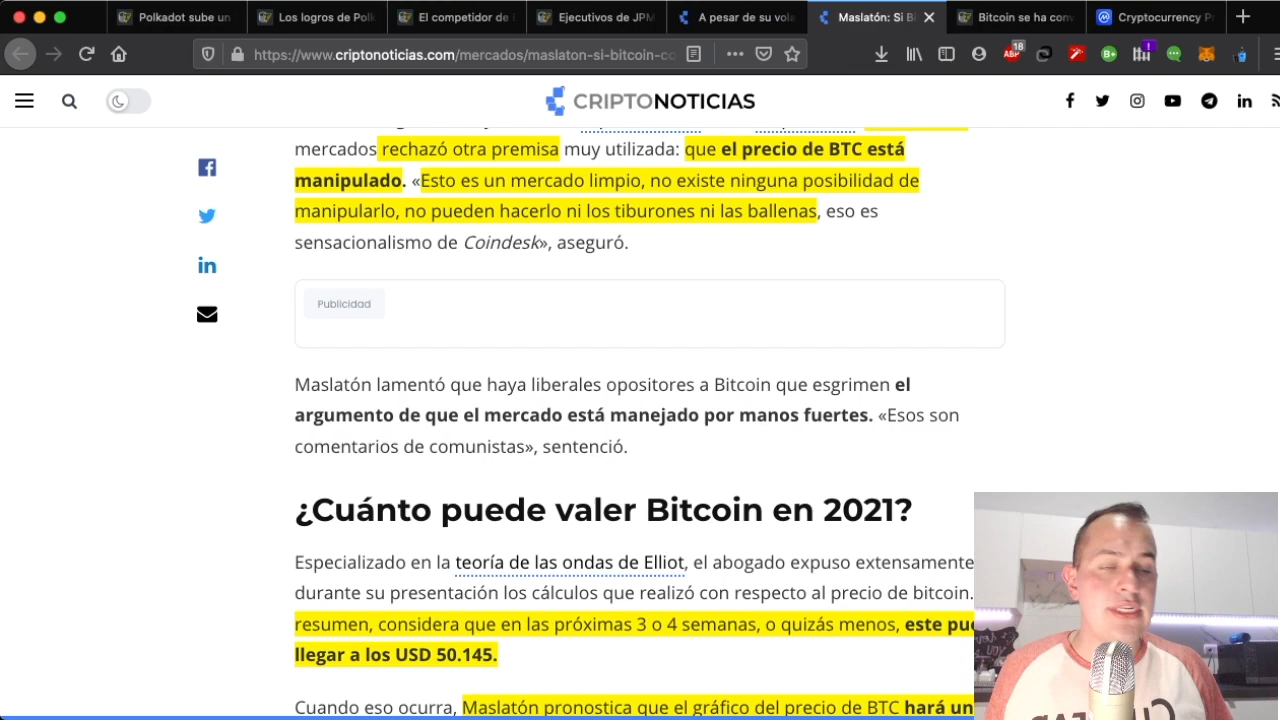 Polkadot sube un
Los logros de Polk
El competidor de E
Ejecutivos de JPM
A pesar de su vola
Maslatón: Si Bi
Bitcoin se ha conv
Cryptocurrency Pr
https://www.criptonoticias.com/mercados/maslaton-si-bitcoin-co
18
CRIPTONOTICIAS
mercados rechazó otra premisa muy utilizada: que el precio de BTC está
manipulado. «Esto es un mercado limpio, no existe ninguna posibilidad de
manipularlo, no pueden hacerlo ni los tiburones ni las ballenas, eso es
sensacionalismo de Coindesk», aseguró.
Publicidad
Maslatón lamentó que haya liberales opositores a Bitcoin que esgrimen el
argumento de que el mercado está manejado por manos fuertes. «Esos son
comentarios de comunistas», sentenció.
¿Cuánto puede valer Bitcoin en 2021?
Especializado en la teoría de las ondas de Elliot, el abogado expuso extensamente
durante su presentación los cálculos que realizó con respecto al precio de bitcoin.
resumen, considera que en las próximas 3 o 4 semanas, o quizás menos, este pue
llegar a los USD 50.145.
Cuando eso ocurra, Maslatón pronostica que el gráfico del precio de BTC hará un